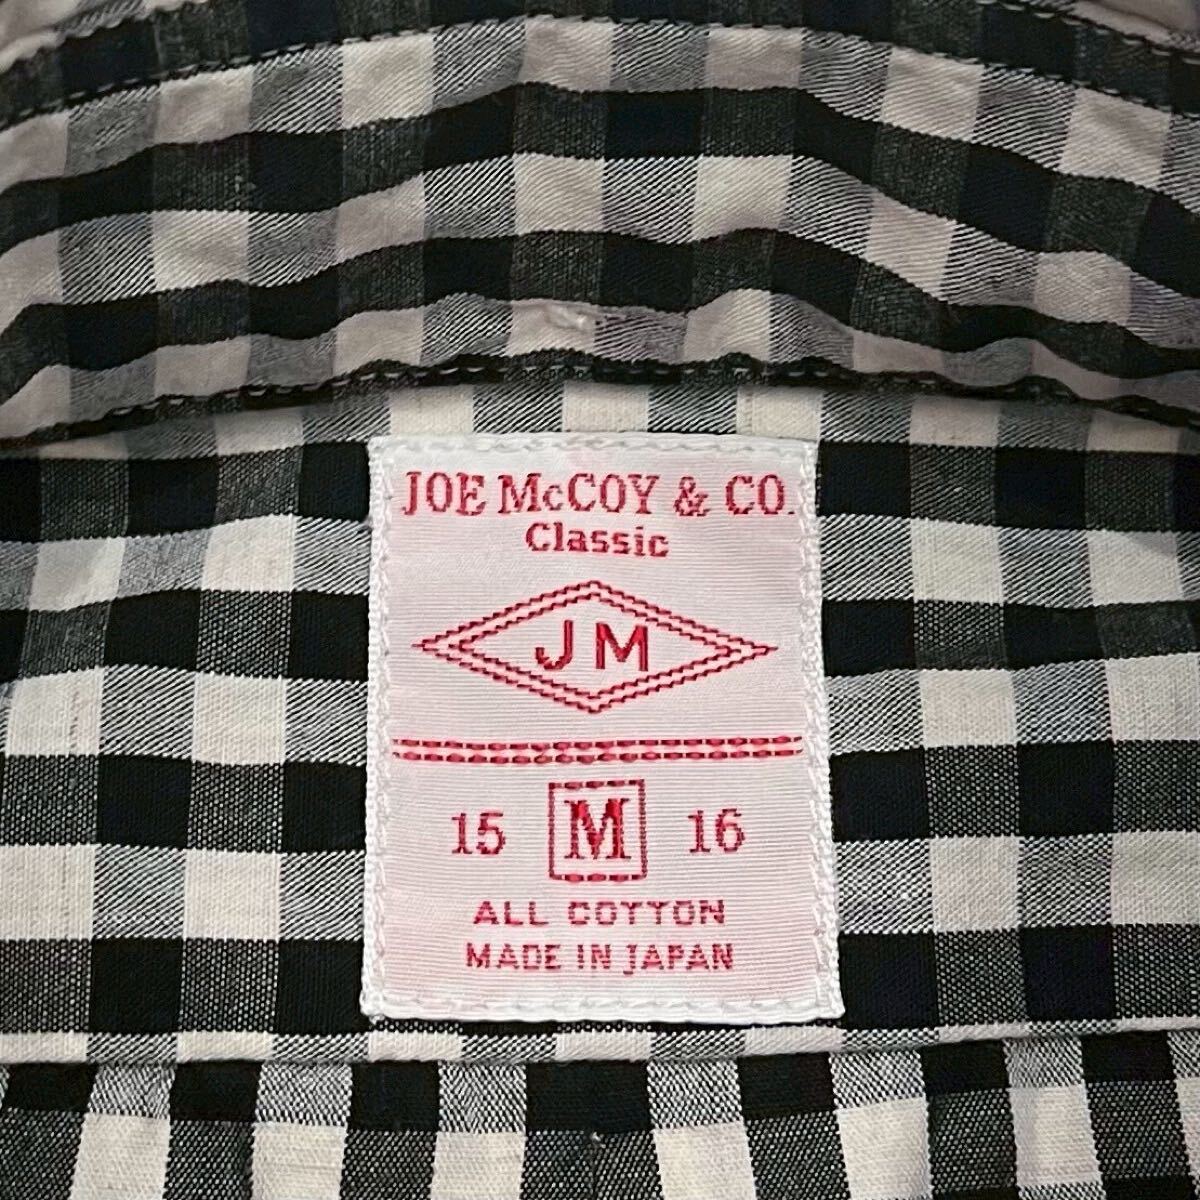 JOE McCOY & CO.
Classic
JM
15 M 16
ALL COTTON
MADE IN JAPAN